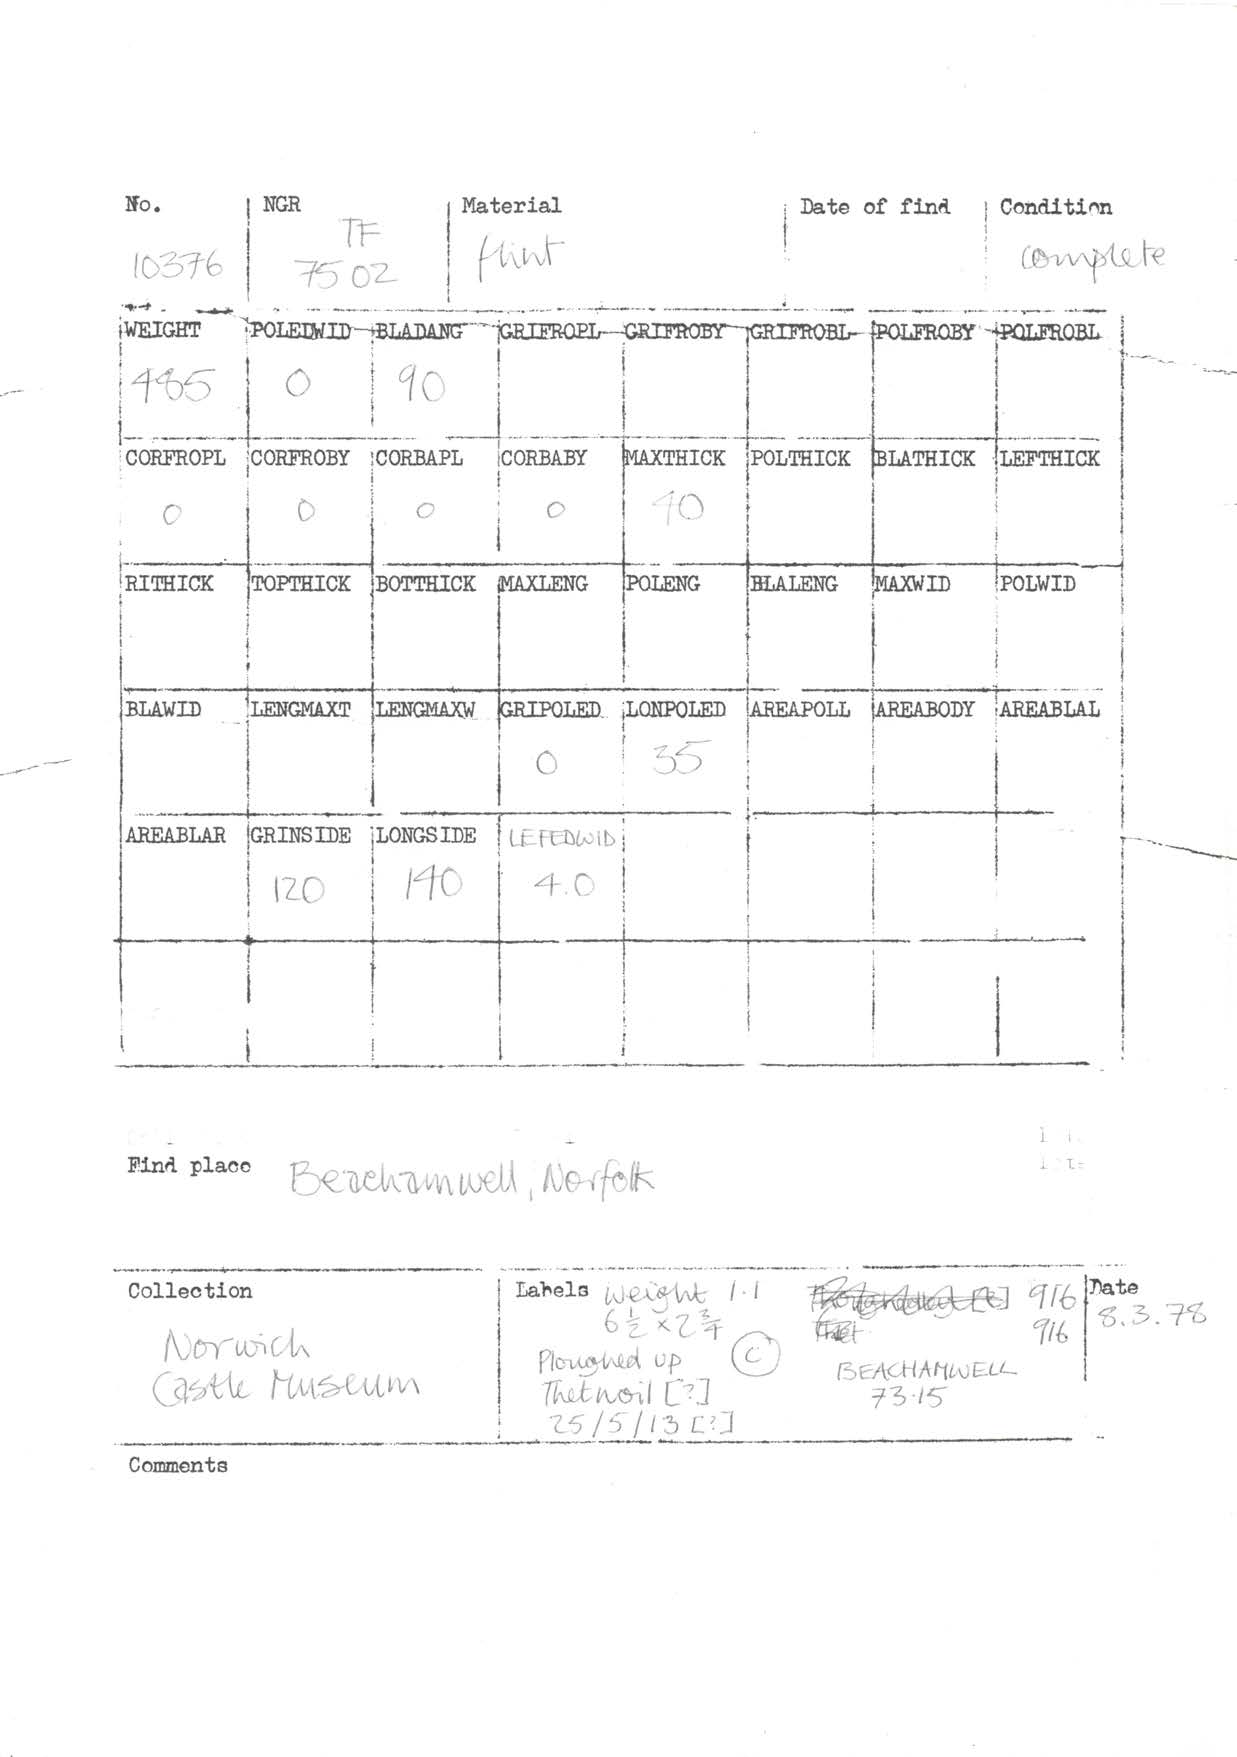 No. NGR Material Date of find Condition
TF
10376 75 02 flint complete
WEIGHT POLEDWID BLADANG GRIFROPL GRIFROBY GRIFROBL POLFROBY POLFROBL
485 0 90
CORFROPL CORFROBY CORBAPL CORBABY MAXTHICK POLTHICK BLATHICK LEFTHICK
0 0 0 0 40
RITHICK TOPTHICK BOTTHICK MAXLENG POLENG BLALENG MAXWID POLWID
BLAWID LENGMAXT LENGMAXW GRIPOLED LONPOLED AREAPOLL AREABODY AREABLAL
0 35
AREABLAR GRINSIDE LONGSIDE LEFEDWID
120 140 4.0
Find place Beachamwell, Norfolk
Collection
Norwich
Castle Museum
Labels weight 1.1
6 1/2 x 2 3/4
Ploughed up
Thetnoil [?]
25/5/13 [?]
C
916
916
BEACHAMWELL
73.15
Date
8.3.78
Comments